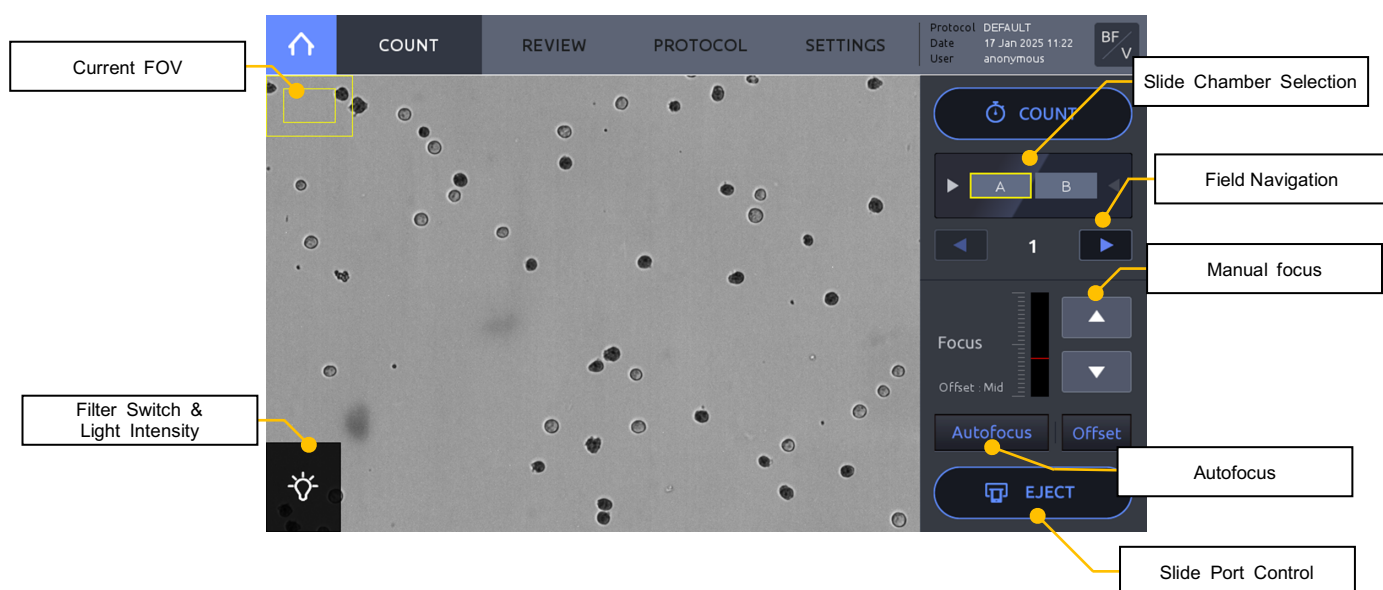 COUNT
REVIEW
PROTOCOL
SETTINGS
Protocol DEFAULT
Date 17 Jan 2025 11:22
User anonymous
BF/V
Current FOV
Slide Chamber Selection
COUNT
A B
Field Navigation
1
Manual focus
Focus
Offset : Mid
Filter Switch &
Light Intensity
Autofocus Offset
Autofocus
EJECT
Slide Port Control